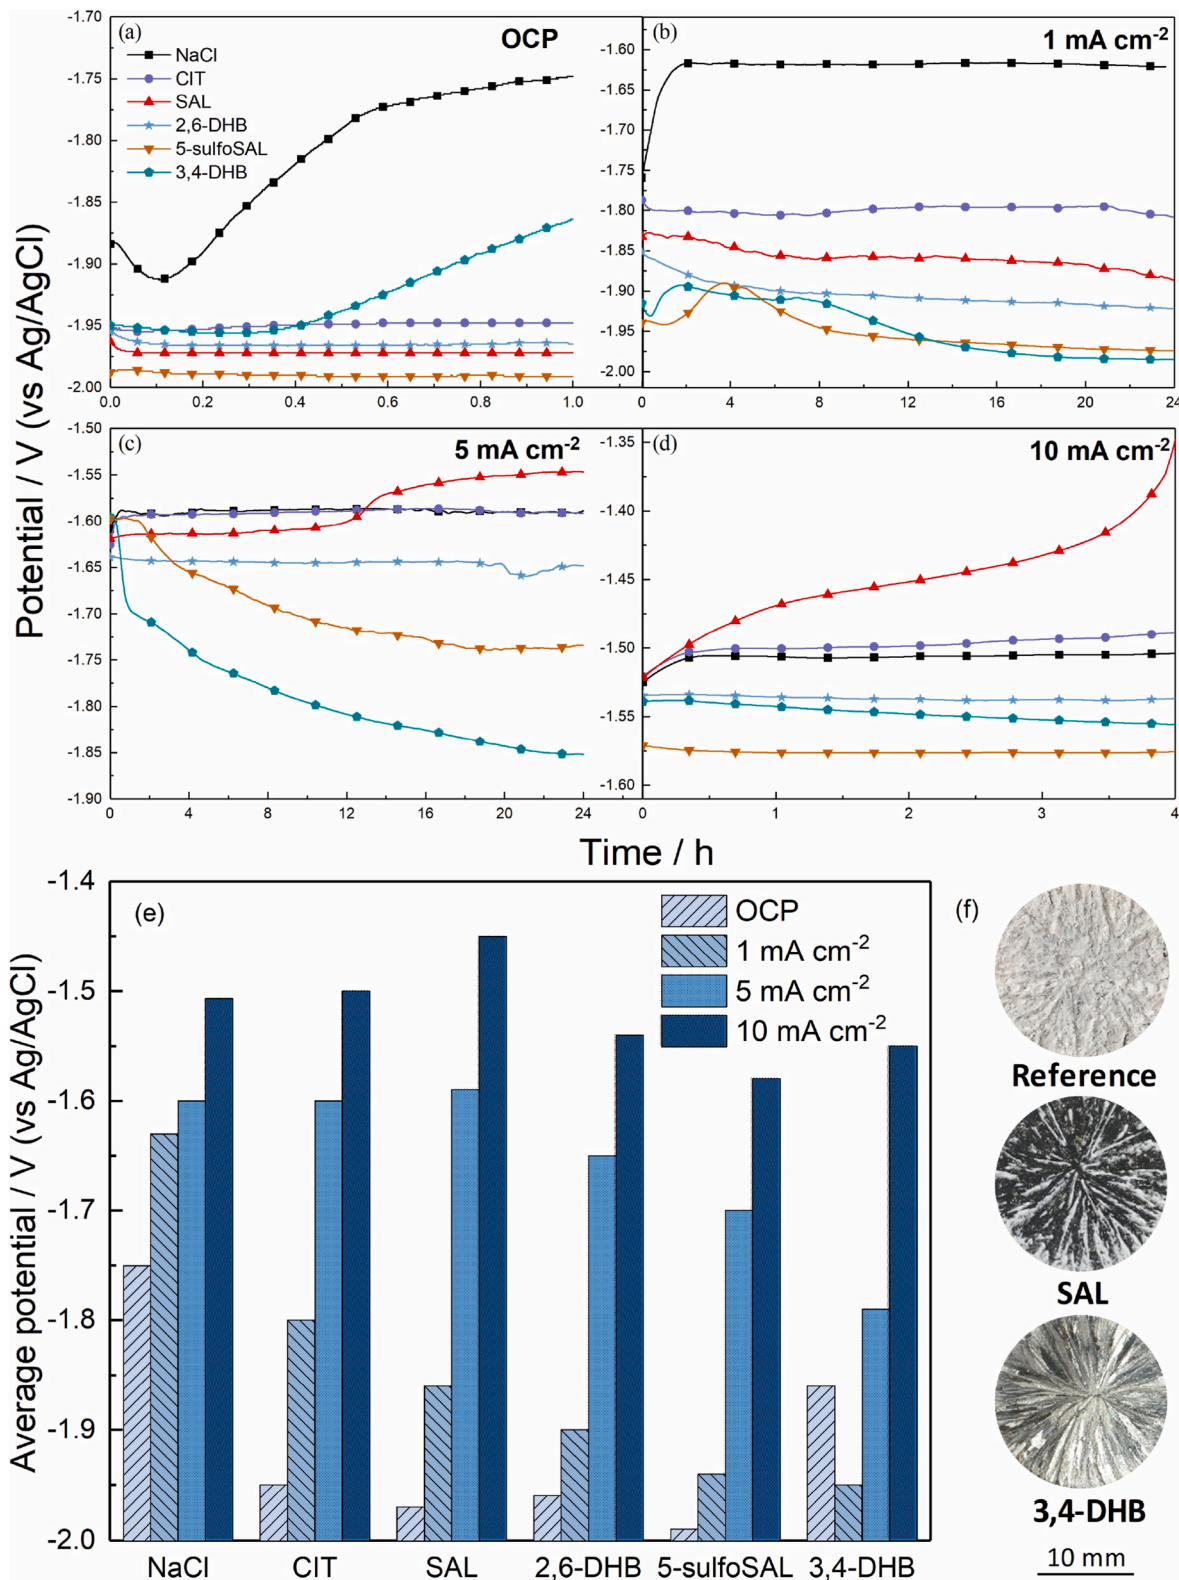 Potential / V (vs Ag/AgCl)
(a)
OCP
NaCl
CIT
SAL
2,6-DHB
5-sulfoSAL
3,4-DHB
-1.70
-1.75
-1.80
-1.85
-1.90
-1.95
-2.00
0.0 0.2 0.4 0.6 0.8 1.0
(b)
1 mA cm-2
-1.60
-1.65
-1.70
-1.75
-1.80
-1.85
-1.90
-1.95
-2.00
0 4 8 12 16 20 24
(c)
5 mA cm-2
-1.50
-1.55
-1.60
-1.65
-1.70
-1.75
-1.80
-1.85
-1.90
0 4 8 12 16 20 24
(d)
10 mA cm-2
-1.35
-1.40
-1.45
-1.50
-1.55
-1.60
0 1 2 3 4
Time / h
Average potential / V (vs Ag/AgCl)
(e)
OCP
1 mA cm-2
5 mA cm-2
10 mA cm-2
-1.4
-1.5
-1.6
-1.7
-1.8
-1.9
-2.0
NaCl CIT SAL 2,6-DHB 5-sulfoSAL 3,4-DHB
(f)
Reference
SAL
3,4-DHB
10 mm